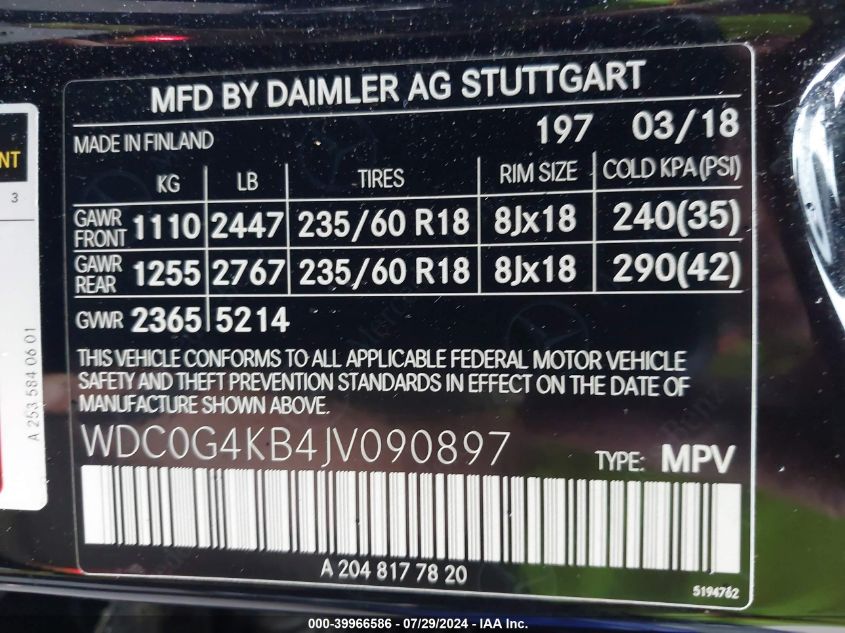 MFD BY DAIMLER AG STUTTGART
MADE IN FINLAND 197 03/18
KG LB TIRES RIM SIZE COLD KPA(PSI)
GAWR FRONT 1110 2447 235/60 R18 8Jx18 240(35)
GAWR REAR 1255 2767 235/60 R18 8Jx18 290(42)
GVWR 2365 5214
THIS VEHICLE CONFORMS TO ALL APPLICABLE FEDERAL MOTOR VEHICLE
SAFETY AND THEFT PREVENTION STANDARDS IN EFFECT ON THE DATE OF
MANUFACTURE SHOWN ABOVE.
WDC0G4KB4JV090897 TYPE: MPV
A 204 817 78 20
5194762
NT
3
A 253 584 06 01
000-39966586 / 07/29/2024 - IAA Inc.